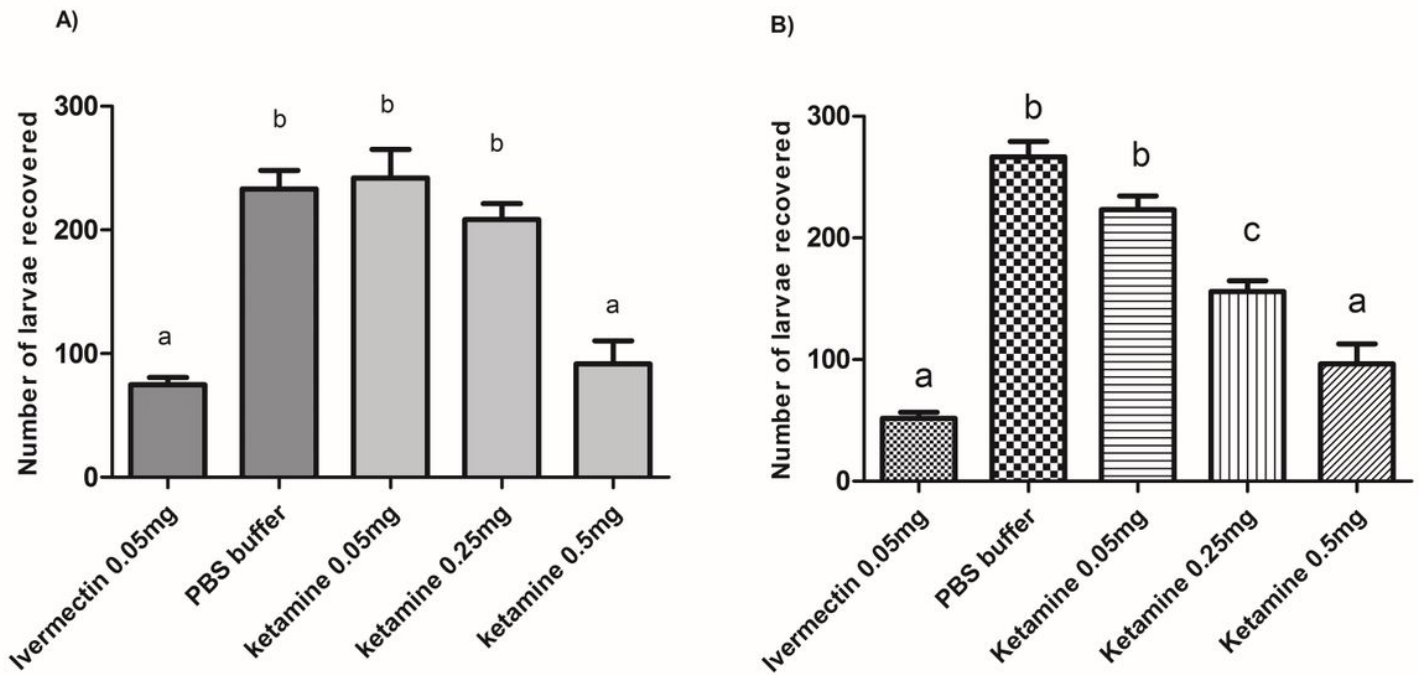 A)
Number of larvae recovered
300
200
100
0
b
b
b
a
a
Ivermectin 0.05mg
PBS buffer
ketamine 0.05mg
ketamine 0.25mg
ketamine 0.5mg
B)
Number of larvae recovered
300
200
100
0
b
b
c
a
a
Ivermectin 0.05mg
PBS buffer
Ketamine 0.05mg
Ketamine 0.25mg
Ketamine 0.5mg